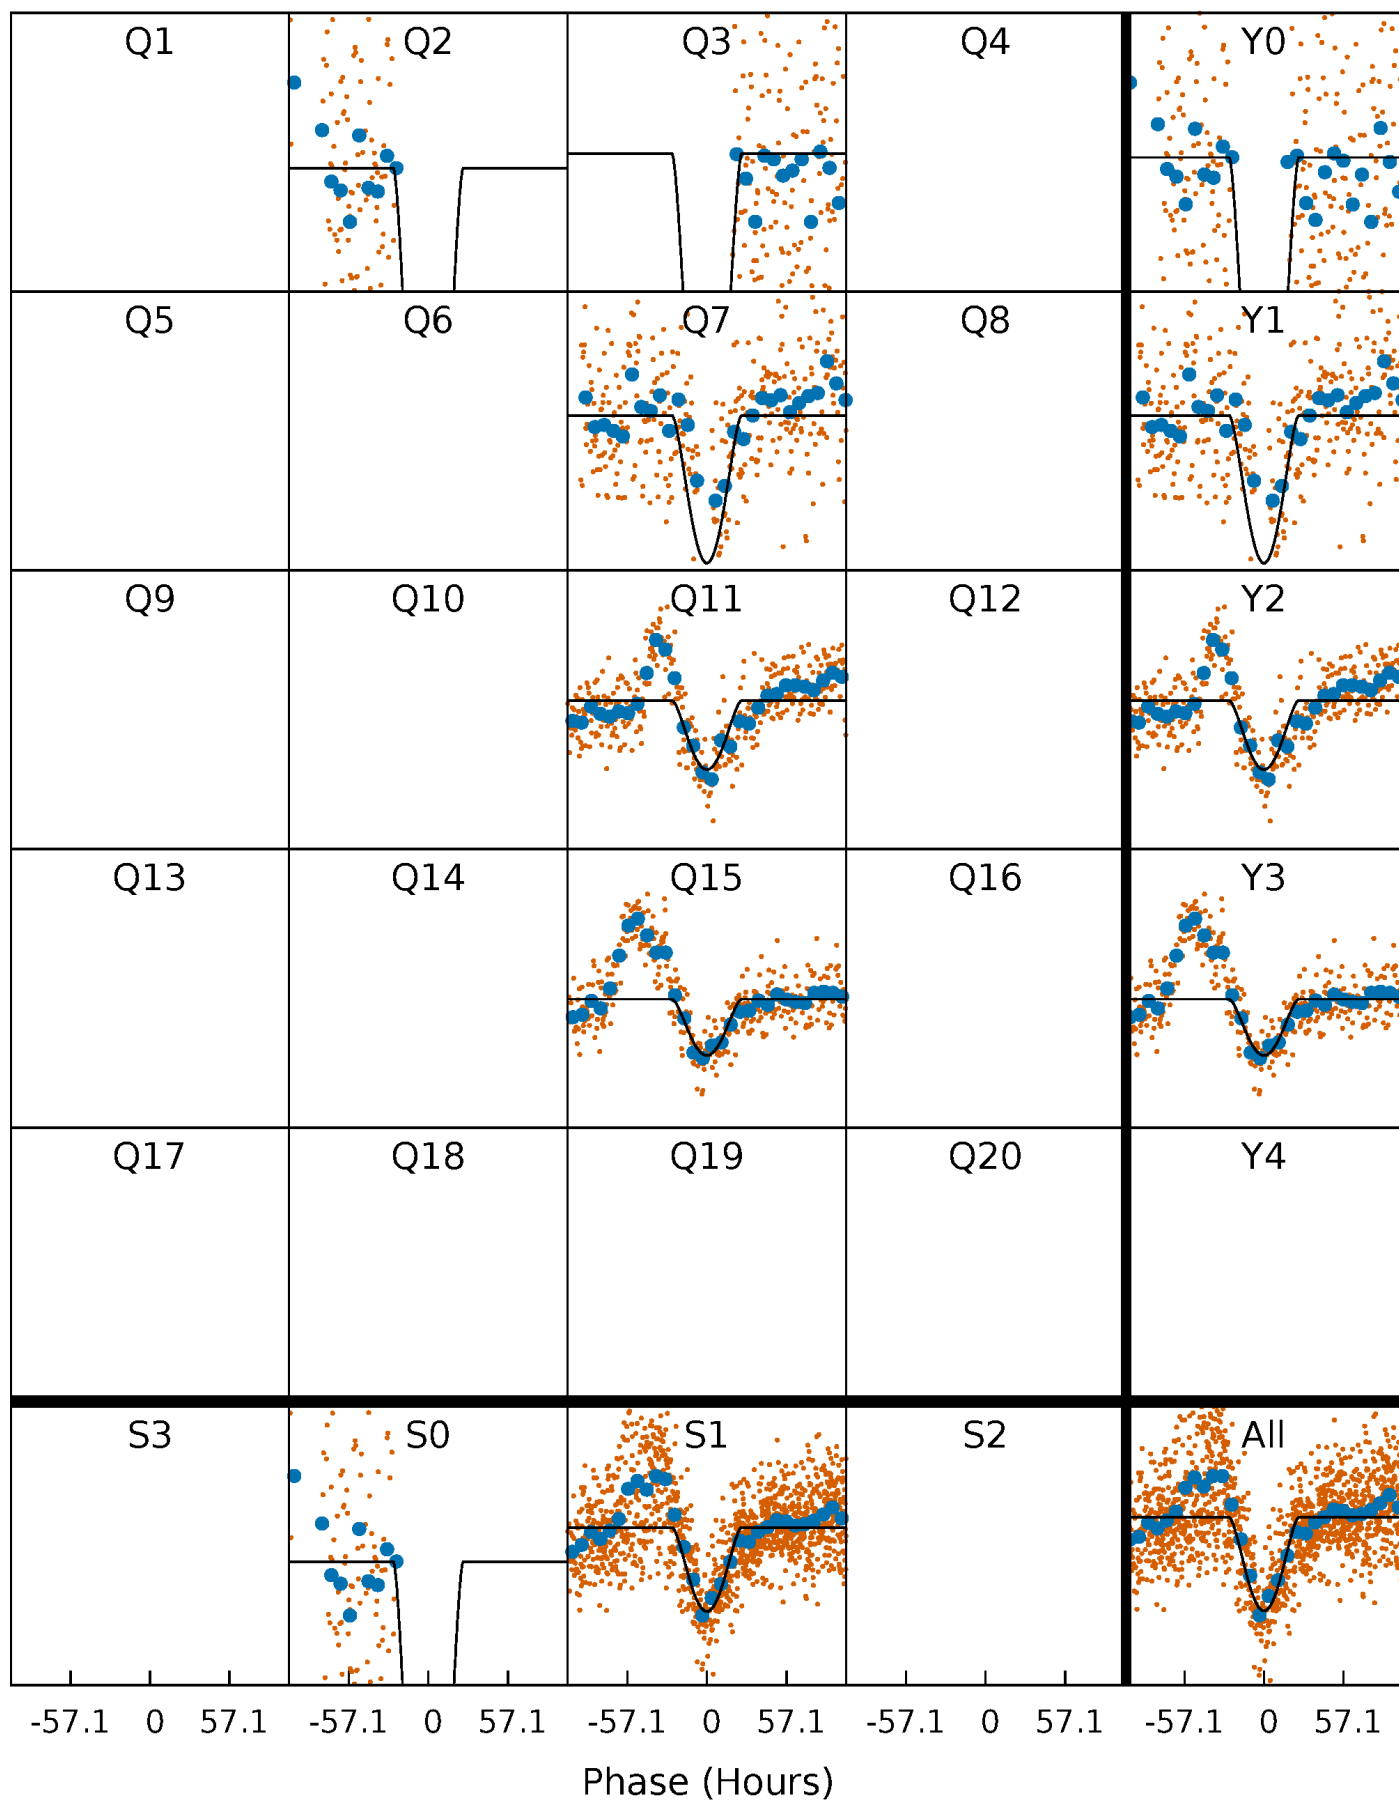 Q1 Q2 Q3 Q4 Y0
Q5 Q6 Q7 Q8 Y1
Q9 Q10 Q11 Q12 Y2
Q13 Q14 Q15 Q16 Y3
Q17 Q18 Q19 Q20 Y4
S3 S0 S1 S2 All
-57.1 0 57.1 -57.1 0 57.1 -57.1 0 57.1 -57.1 0 57.1 -57.1 0 57.1
Phase (Hours)